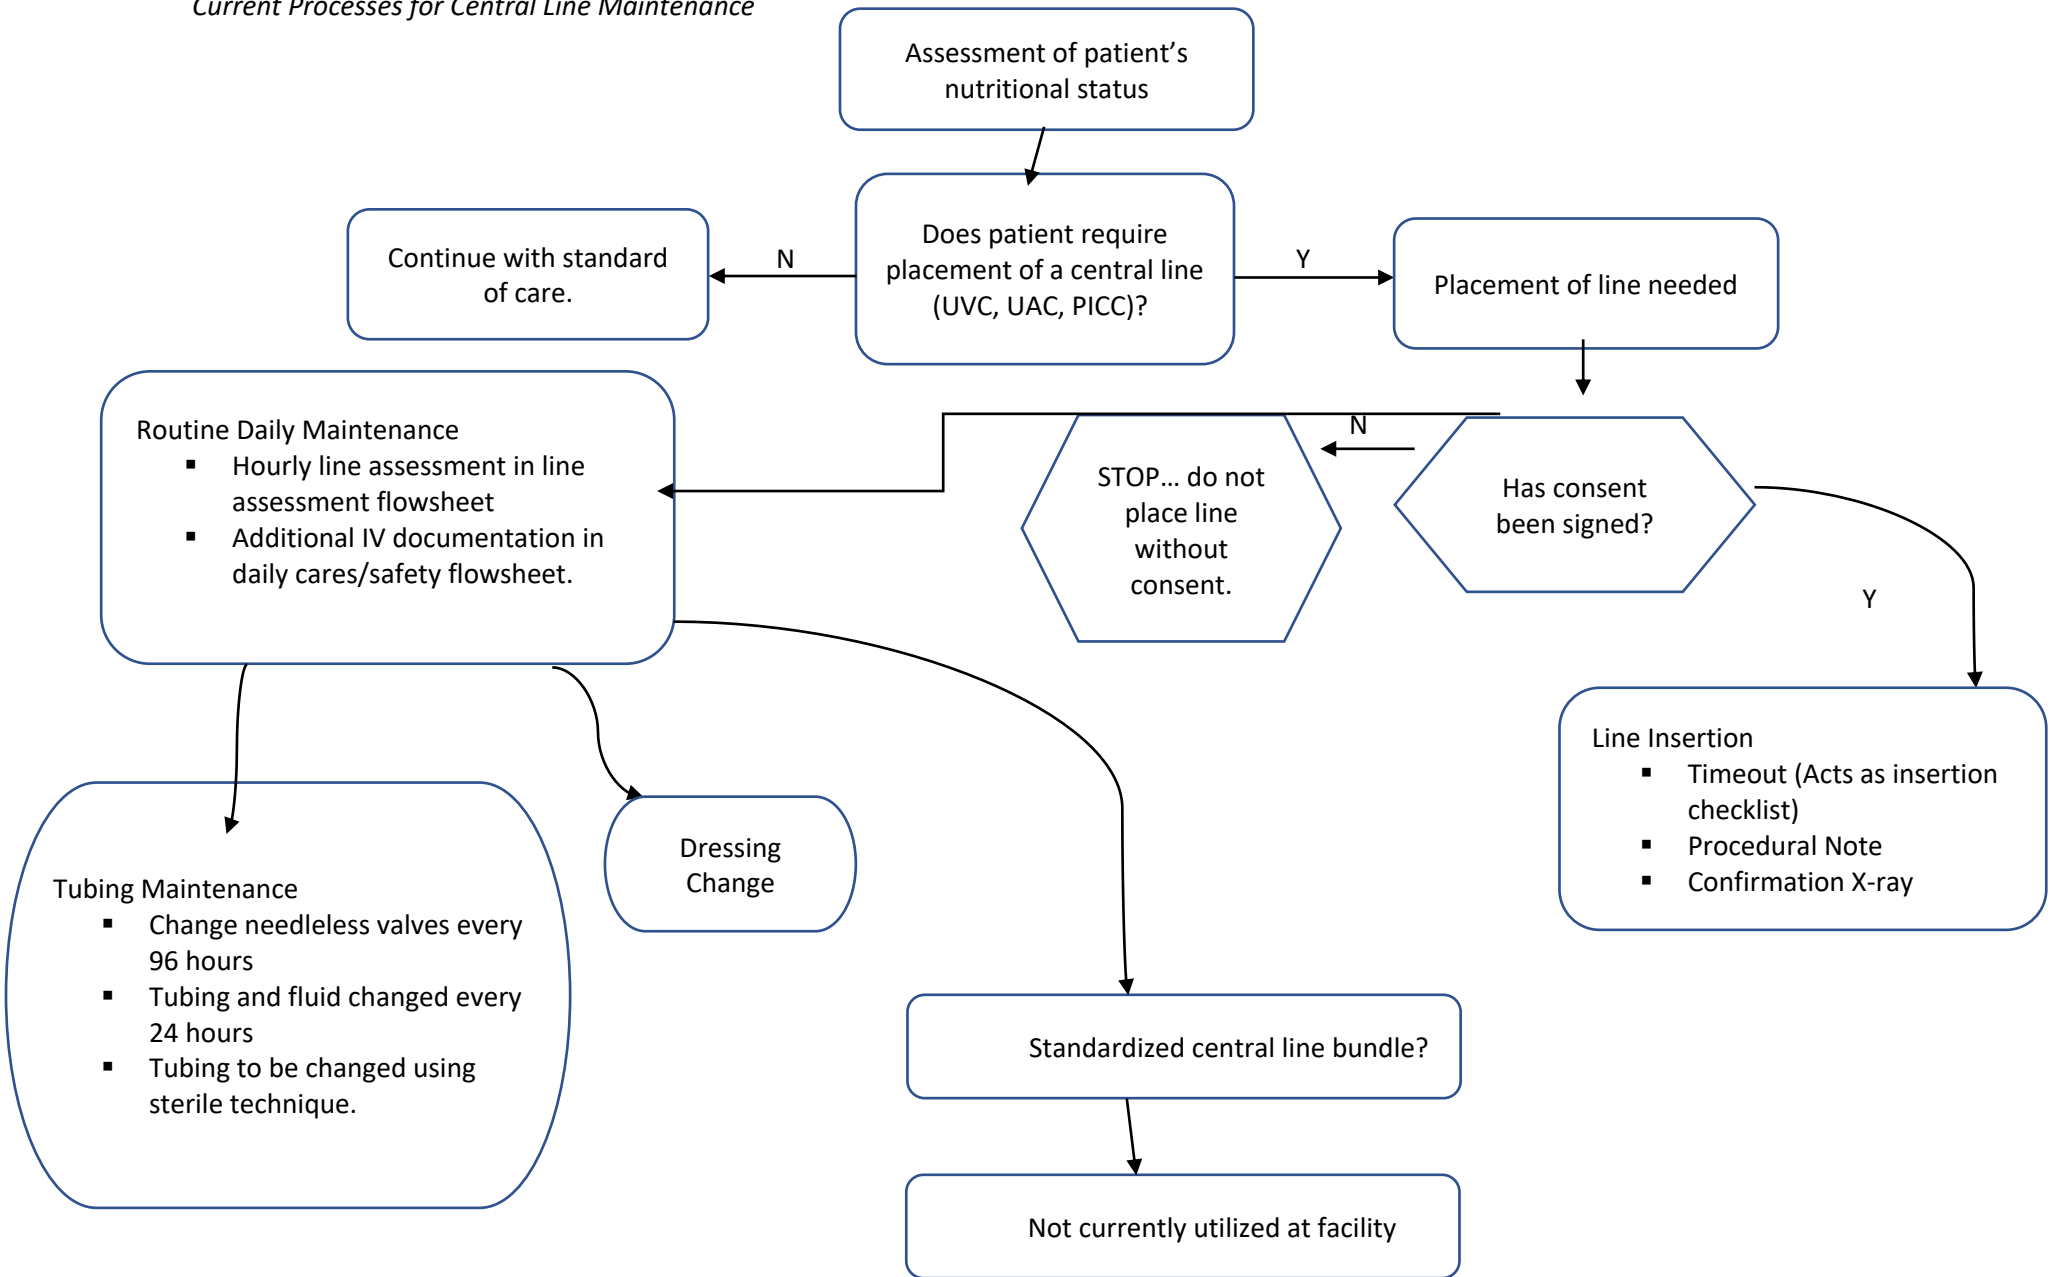 Current Processes for Central Line Maintenance
Assessment of patient’s
nutritional status
Does patient require
placement of a central line
(UVC, UAC, PICC)?
N
Continue with standard
of care.
Y
Placement of line needed
Has consent
been signed?
N
STOP… do not
place line
without
consent.
Y
Line Insertion
▪ Timeout (Acts as insertion
checklist)
▪ Procedural Note
▪ Confirmation X-ray
Routine Daily Maintenance
▪ Hourly line assessment in line
assessment flowsheet
▪ Additional IV documentation in
daily cares/safety flowsheet.
Tubing Maintenance
▪ Change needleless valves every
96 hours
▪ Tubing and fluid changed every
24 hours
▪ Tubing to be changed using
sterile technique.
Dressing
Change
Standardized central line bundle?
Not currently utilized at facility